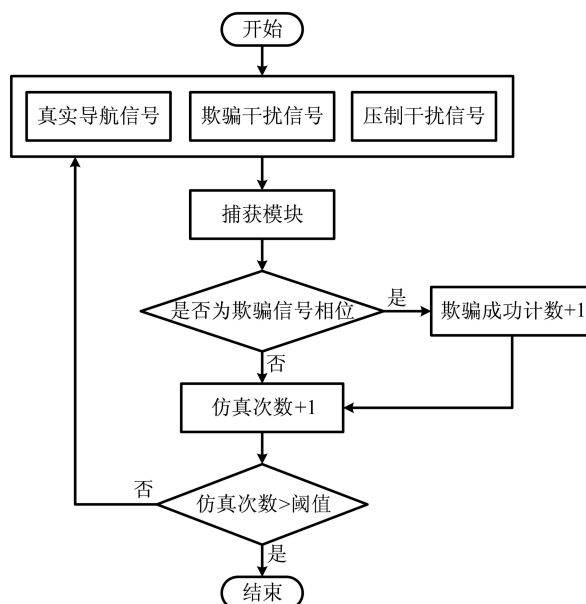 开始
真实导航信号
欺骗干扰信号
压制干扰信号
捕获模块
是否为欺骗信号相位
是
欺骗成功计数+1
否
仿真次数+1
否
仿真次数>阈值
是
结束